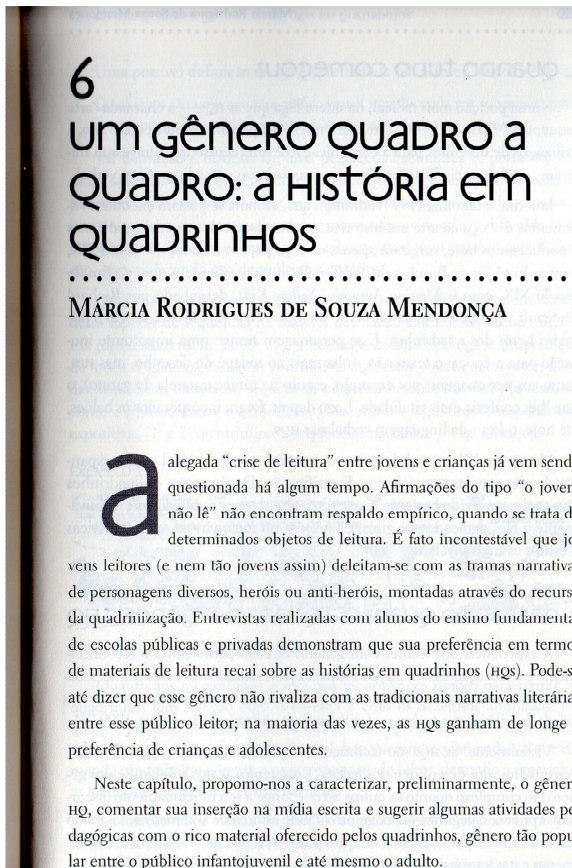 6
um gênero quadro a
quadro: a história em
quadrinhos
MÁRCIA RODRIGUES DE SOUZA MENDONÇA
a alegada “crise de leitura” entre jovens e crianças já vem send
questionada há algum tempo. Afirmações do tipo “o jovem
não lê” não encontram respaldo empírico, quando se trata d
determinados objetos de leitura. É fato incontestável que jo
vens leitores (e nem tão jovens assim) deleitam-se com as tramas narrativa
de personagens diversos, heróis ou anti-heróis, montadas através do recurs
da quadrinização. Entrevistas realizadas com alunos do ensino fundamenta
de escolas públicas e privadas demonstram que sua preferência em termo
de materiais de leitura recai sobre as histórias em quadrinhos (HQs). Pode-s
até dizer que esse gênero não rivaliza com as tradicionais narrativas literária
entre esse público leitor; na maioria das vezes, as HQs ganham de longe
preferência de crianças e adolescentes.
Neste capítulo, propomo-nos a caracterizar, preliminarmente, o gêner
HQ, comentar a inserção na mídia escrita e sugerir algumas atividades pe
dagógicas com o rico material oferecido pelos quadrinhos, gênero tão popu
lar entre o público infantojuvenil e até mesmo o adulto.